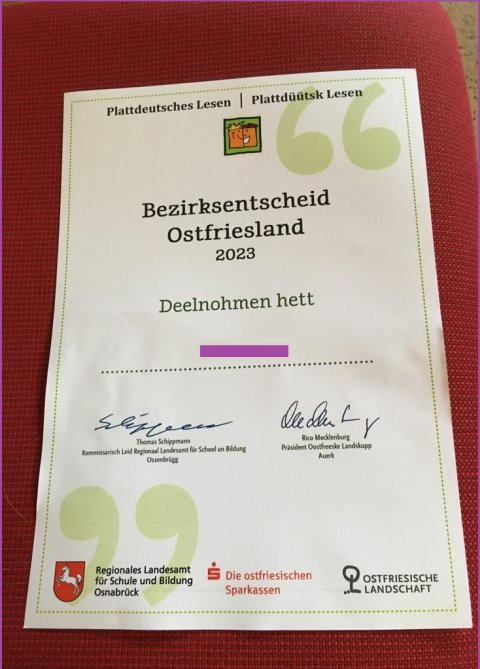 Plattdeutsches Lesen | Plattdüütsk Lesen
Bezirksentscheid
Ostfriesland
2023
Deelnohmen hett
Thomas Schippmann
Kommissarisch Leid Regionaal Landesamt för School un Bildung
Ossenbrügg
Rico Mecklenburg
Präsident Oostfreeske Landskupp
Auerk
Regionales Landesamt
für Schule und Bildung
Osnabrück
Die ostfriesischen
Sparkassen
OSTFRIESISCHE
LANDSCHAFT